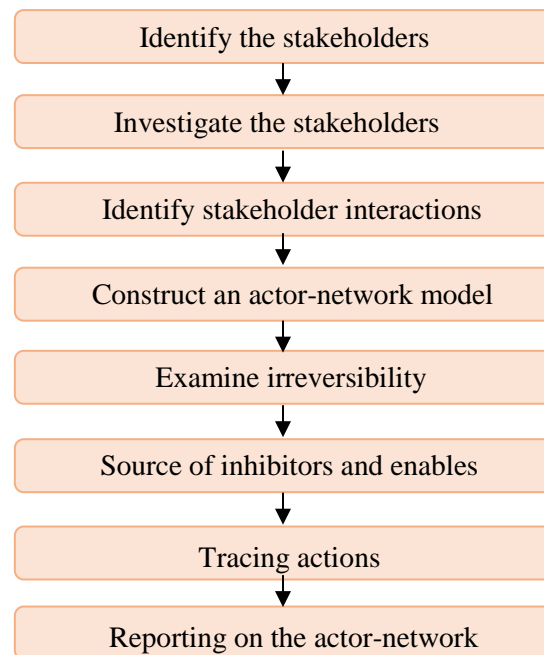 Identify the stakeholders
Investigate the stakeholders
Identify stakeholder interactions
Construct an actor-network model
Examine irreversibility
Source of inhibitors and enables
Tracing actions
Reporting on the actor-network